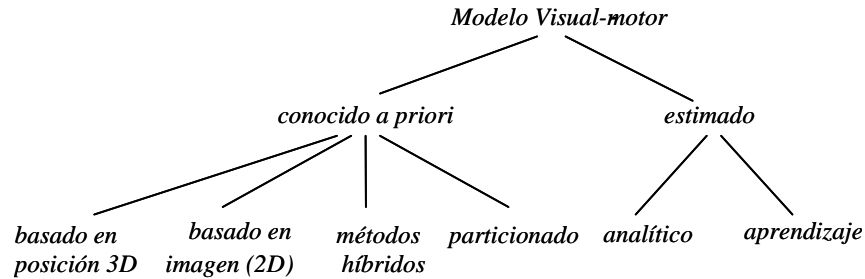 Modelo Visual-motor
conocido a priori
estimado
basado en
posición 3D
basado en
imagen (2D)
métodos
híbridos
particionado
analítico
aprendizaje